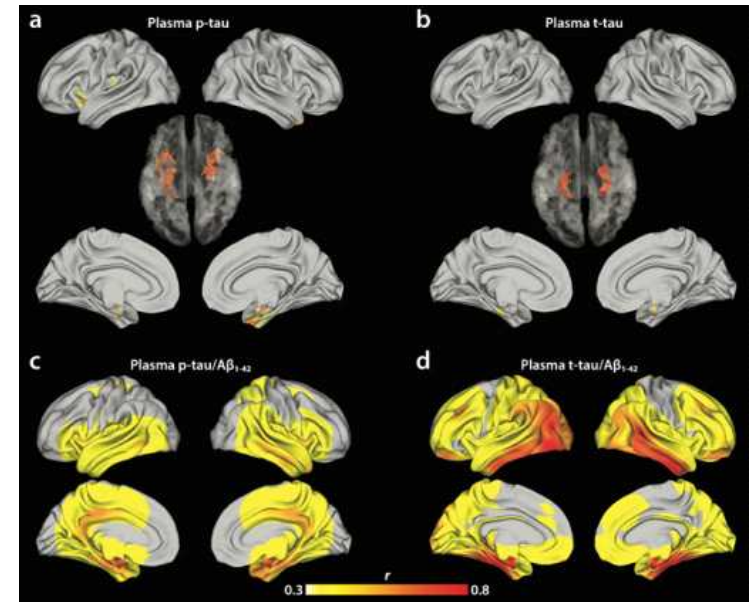 a Plasma p-tau
b Plasma t-tau
c Plasma p-tau/Aβ₁₋₄₂
d Plasma t-tau/Aβ₁₋₄₂
r
0.3 0.8